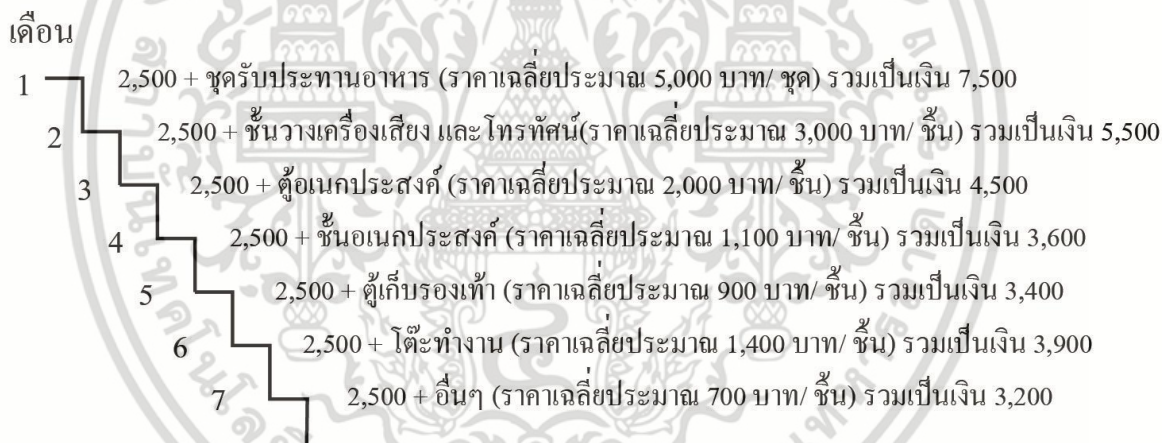 เดือน
1 2,500 + ชุดรับประทานอาหาร (ราคาเฉลี่ยประมาณ 5,000 บาท/ ชุด) รวมเป็นเงิน 7,500
2 2,500 + ชั้นวางเครื่องเสียง และโทรทัศน์(ราคาเฉลี่ยประมาณ 3,000 บาท/ ชิ้น) รวมเป็นเงิน 5,500
3 2,500 + ตู้อเนกประสงค์ (ราคาเฉลี่ยประมาณ 2,000 บาท/ ชิ้น) รวมเป็นเงิน 4,500
4 2,500 + ชั้นอเนกประสงค์ (ราคาเฉลี่ยประมาณ 1,100 บาท/ ชิ้น) รวมเป็นเงิน 3,600
5 2,500 + ตู้เก็บรองเท้า (ราคาเฉลี่ยประมาณ 900 บาท/ ชิ้น) รวมเป็นเงิน 3,400
6 2,500 + โต๊ะทำงาน (ราคาเฉลี่ยประมาณ 1,400 บาท/ ชิ้น) รวมเป็นเงิน 3,900
7 2,500 + อื่นๆ (ราคาเฉลี่ยประมาณ 700 บาท/ ชิ้น) รวมเป็นเงิน 3,200